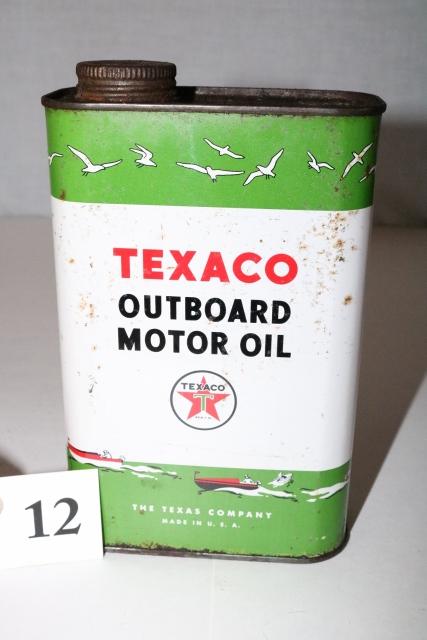 TEXACO
OUTBOARD
MOTOR OIL
TEXACO
T
THE TEXAS COMPANY
MADE IN U. S. A.
12